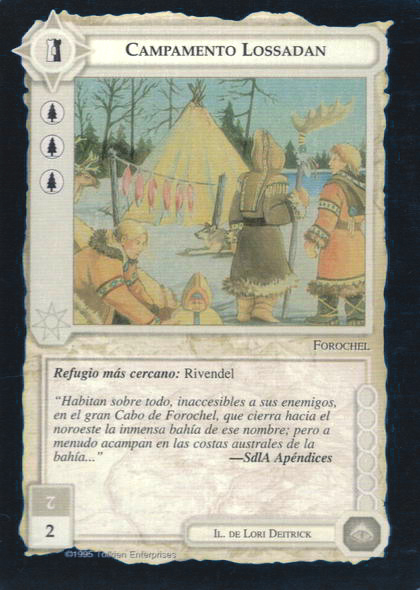 CAMPAMENTO LOSSADAN
FOROCHEL
Refugio más cercano: Rivendel
"Habitan sobre todo, inaccesibles a sus enemigos,
en el gran Cabo de Forochel, que cierra hacia el
noroeste la inmensa bahía de ese nombre; pero a
menudo acampan en las costas australes de la
bahía..." —SdlA Apéndices
2
2
IL. DE LORI DEITRICK
©1995 Tolkien Enterprises